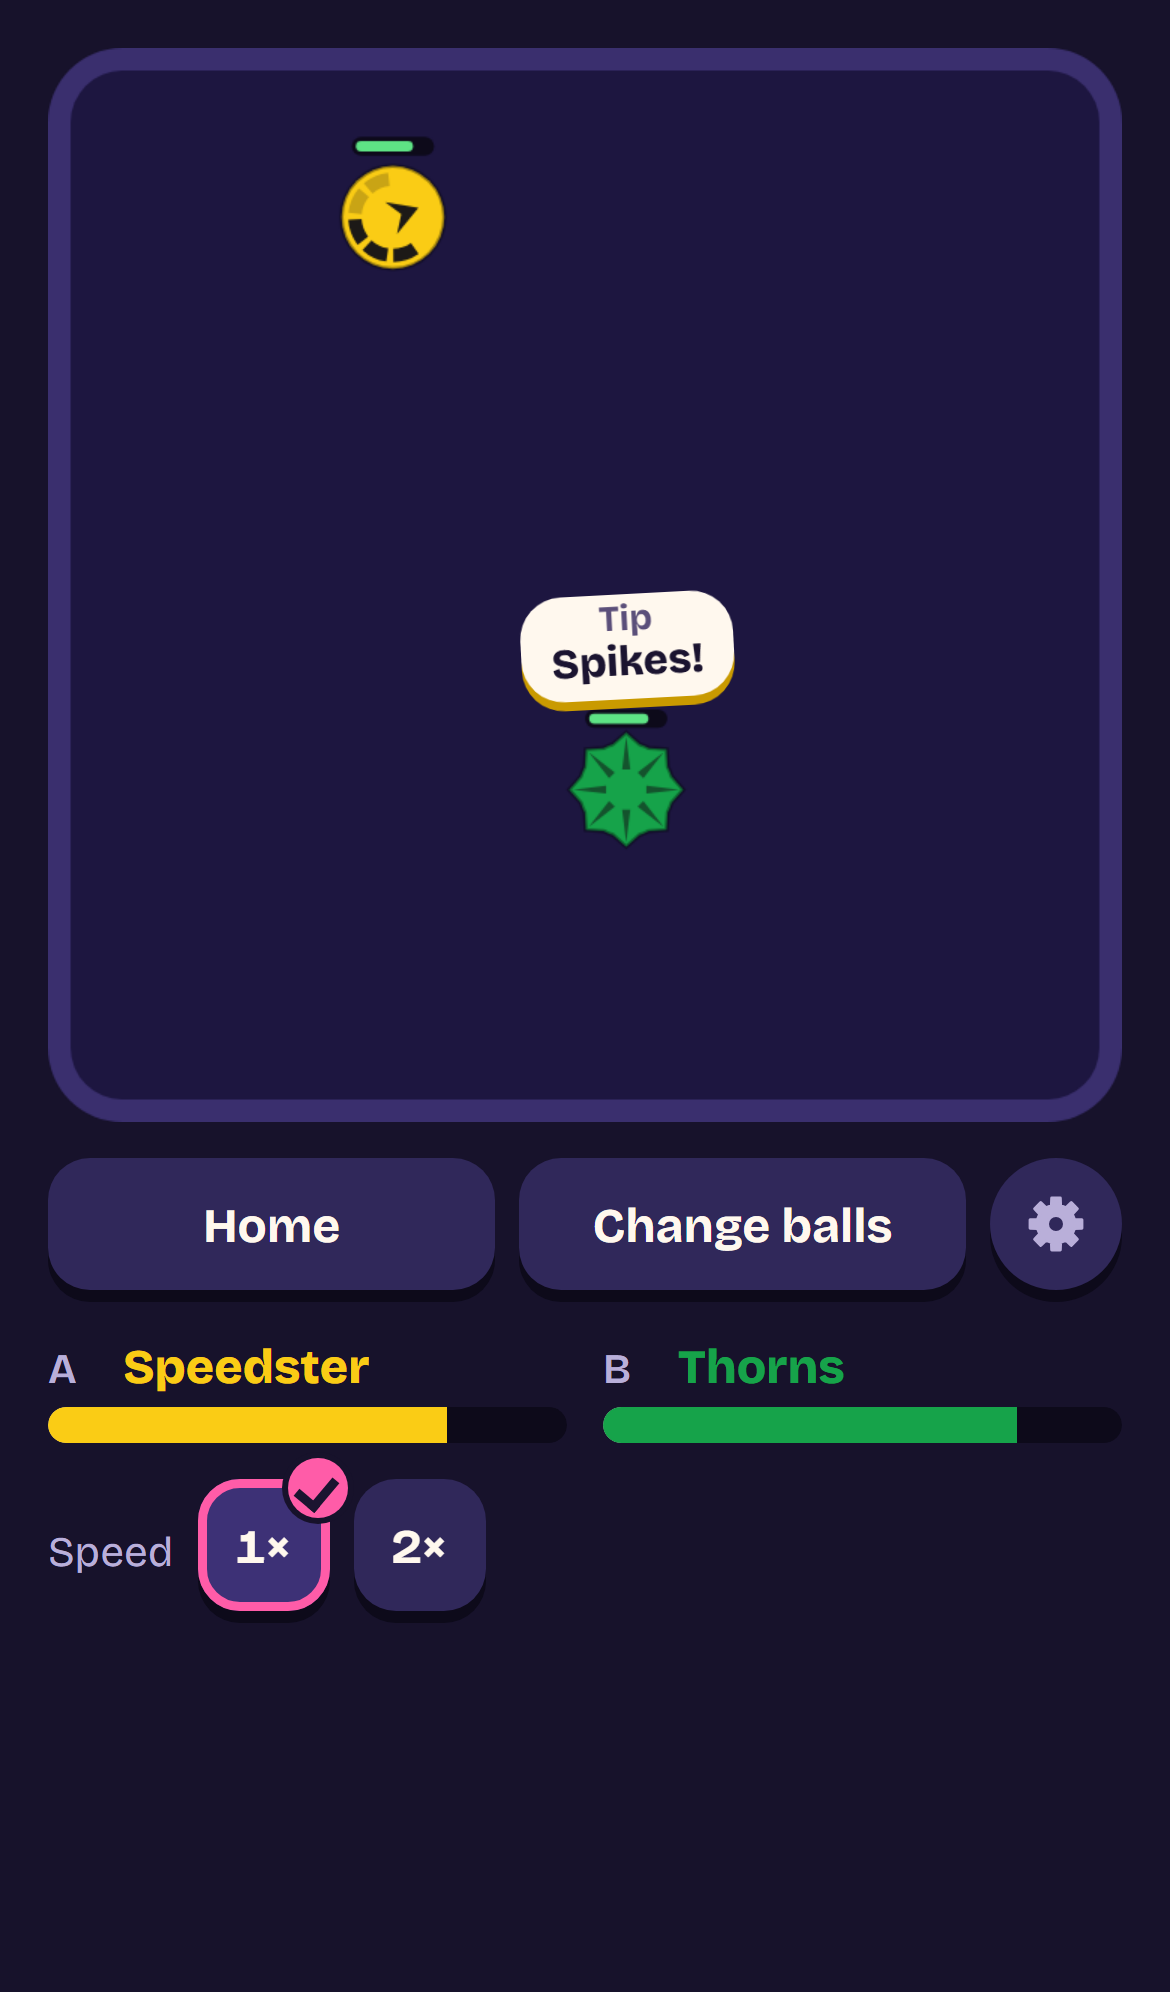 Tip
Spikes!
Home
Change balls
A Speedster
B Thorns
Speed 1× 2×